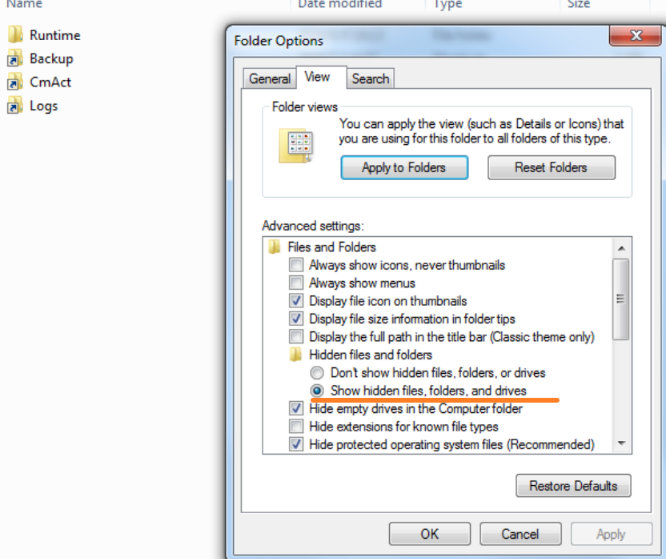 Name
Date modified
Type
Size
Runtime
Backup
CmAct
Logs
Folder Options
General
View
Search
Folder views
You can apply the view (such as Details or Icons) that
you are using for this folder to all folders of this type.
Apply to Folders
Reset Folders
Advanced settings:
Files and Folders
Always show icons, never thumbnails
Always show menus
Display file icon on thumbnails
Display file size information in folder tips
Display the full path in the title bar (Classic theme only)
Hidden files and folders
Don't show hidden files, folders, or drives
Show hidden files, folders, and drives
Hide empty drives in the Computer folder
Hide extensions for known file types
Hide protected operating system files (Recommended)
Restore Defaults
OK
Cancel
Apply